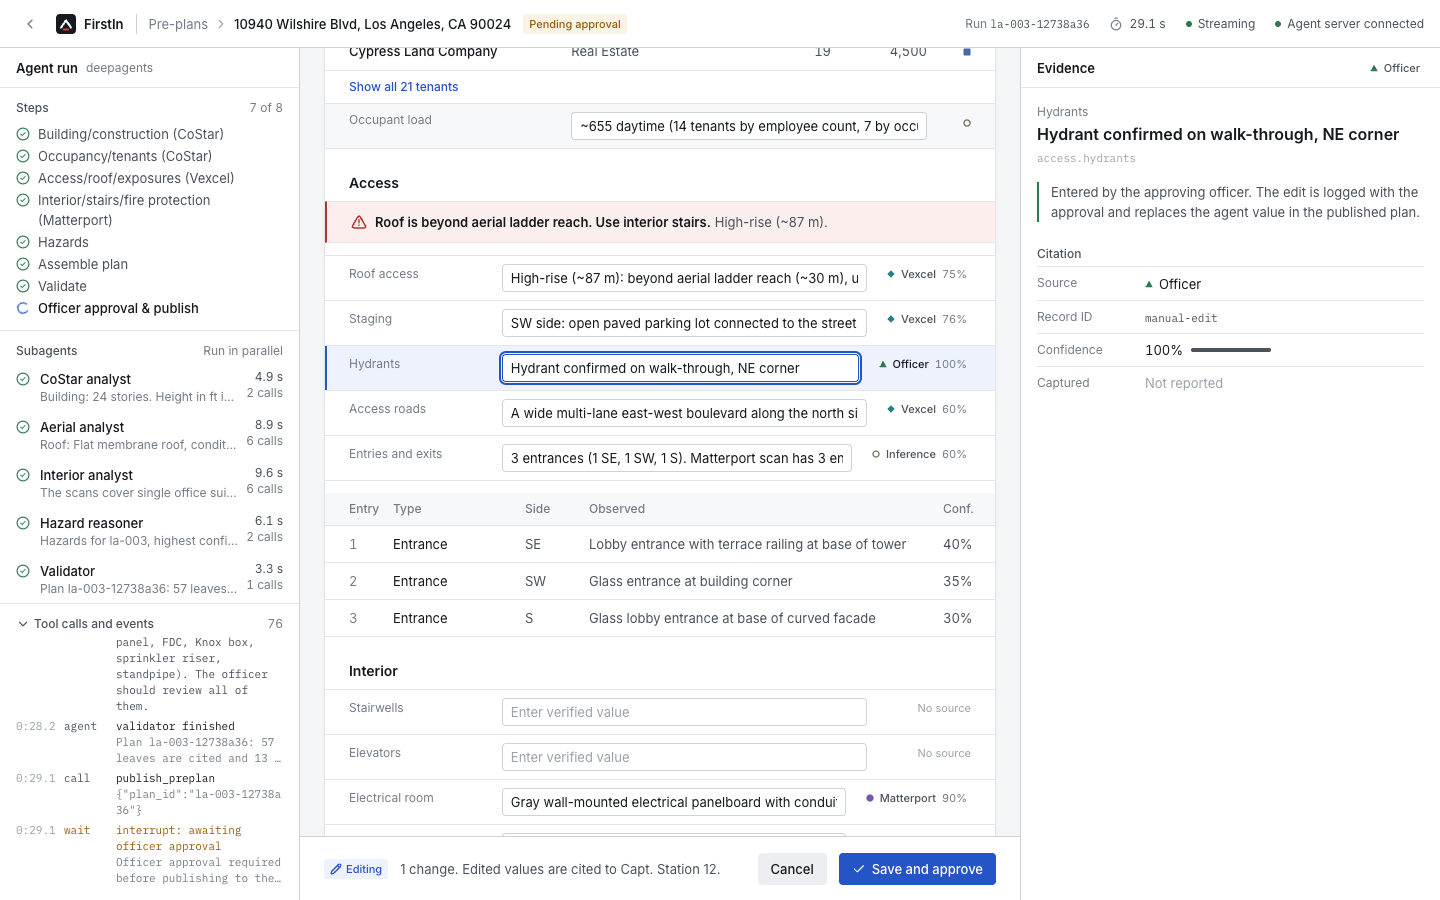 FirstIn
Pre-plans > 10940 Wilshire Blvd, Los Angeles, CA 90024
Pending approval
Run la-003-12738a36
29.1 s
Streaming
Agent server connected
Agent run deepagents
Steps 7 of 8
Building/construction (CoStar)
Occupancy/tenants (CoStar)
Access/roof/exposures (Vexcel)
Interior/stairs/fire protection
(Matterport)
Hazards
Assemble plan
Validate
Officer approval & publish
Subagents Run in parallel
CoStar analyst 4.9 s
Building: 24 stories. Height in ft i... 2 calls
Aerial analyst 8.9 s
Roof: Flat membrane roof, condit... 6 calls
Interior analyst 9.6 s
The scans cover single office sui... 6 calls
Hazard reasoner 6.1 s
Hazards for la-003, highest confi... 2 calls
Validator 3.3 s
Plan la-003-12738a36: 57 leaves... 1 calls
Tool calls and events 76
panel, FDC, Knox box,
sprinkler riser,
standpipe). The officer
should review all of
them.
0:28.2 agent validator finished
Plan la-003-12738a36: 57
leaves are cited and 13 …
0:29.1 call publish_preplan
{"plan_id":"la-003-12738a
36"}
0:29.1 wait interrupt: awaiting
officer approval
Officer approval required
before publishing to the…
Cypress Land Company Real Estate 19 4,500
Show all 21 tenants
Occupant load ~655 daytime (14 tenants by employee count, 7 by occu
Access
Roof is beyond aerial ladder reach. Use interior stairs. High-rise (~87 m).
Roof access High-rise (~87 m): beyond aerial ladder reach (~30 m), u Vexcel 75%
Staging SW side: open paved parking lot connected to the street Vexcel 76%
Hydrants Hydrant confirmed on walk-through, NE corner Officer 100%
Access roads A wide multi-lane east-west boulevard along the north si Vexcel 60%
Entries and exits 3 entrances (1 SE, 1 SW, 1 S). Matterport scan has 3 en Inference 60%
Entry Type Side Observed Conf.
1 Entrance SE Lobby entrance with terrace railing at base of tower 40%
2 Entrance SW Glass entrance at building corner 35%
3 Entrance S Glass lobby entrance at base of curved facade 30%
Interior
Stairwells Enter verified value No source
Elevators Enter verified value No source
Electrical room Gray wall-mounted electrical panelboard with condui Matterport 90%
Editing 1 change. Edited values are cited to Capt. Station 12.
Cancel
Save and approve
Evidence Officer
Hydrants
Hydrant confirmed on walk-through, NE corner
access.hydrants
Entered by the approving officer. The edit is logged with the
approval and replaces the agent value in the published plan.
Citation
Source Officer
Record ID manual-edit
Confidence 100%
Captured Not reported